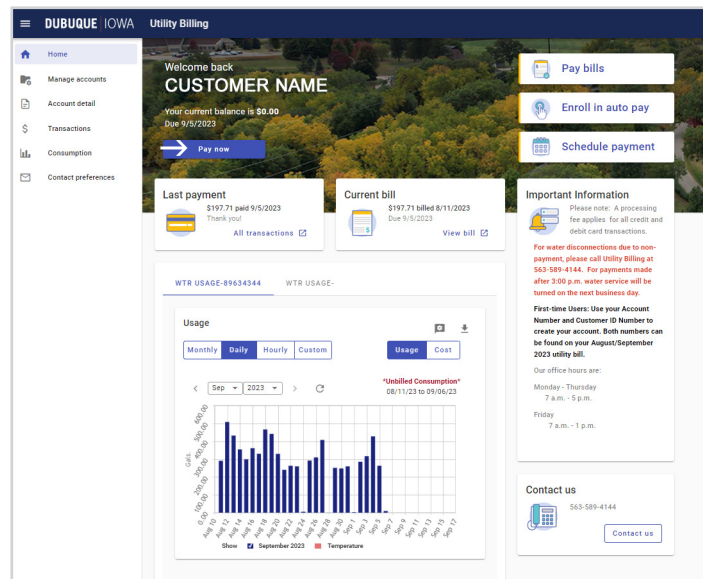 DUBUQUE IOWA Utility Billing
Home
Manage accounts
Account detail
Transactions
Consumption
Contact preferences
Welcome back
CUSTOMER NAME
Your current balance is $0.00
Due 9/5/2023
Pay now
Pay bills
Enroll in auto pay
Schedule payment
Last payment
$197.71 paid 9/5/2023
Thank you!
All transactions
Current bill
$197.71 billed 8/11/2023
Due 9/5/2023
View bill
Important Information
Please note: A processing
fee applies for all credit and
debit card transactions.
For water disconnections due to non-
payment, please call Utility Billing at
563-589-4144. For payments made
after 3:00 p.m. water service will be
turned on the next business day.
First-time Users: Use your Account
Number and Customer ID Number to
create your account. Both numbers can
be found on your August/September
2023 utility bill.
Our office hours are:
Monday - Thursday
7 a.m. - 5 p.m.
Friday
7 a.m. - 1 p.m.
WTR USAGE-89634344 WTR USAGE-
Usage
Monthly Daily Hourly Custom Usage Cost
Sep 2023
*Unbilled Consumption*
08/11/23 to 09/06/23
Gals.
600.00
500.00
400.00
300.00
200.00
100.00
0.00
Aug 10 Aug 12 Aug 14 Aug 16 Aug 18 Aug 20 Aug 22 Aug 24 Aug 26 Aug 28 Aug 30 Sep 1 Sep 3 Sep 5 Sep 7 Sep 9 Sep 11 Sep 13 Sep 15 Sep 17
Show September 2023 Temperature
Contact us
563-589-4144
Contact us